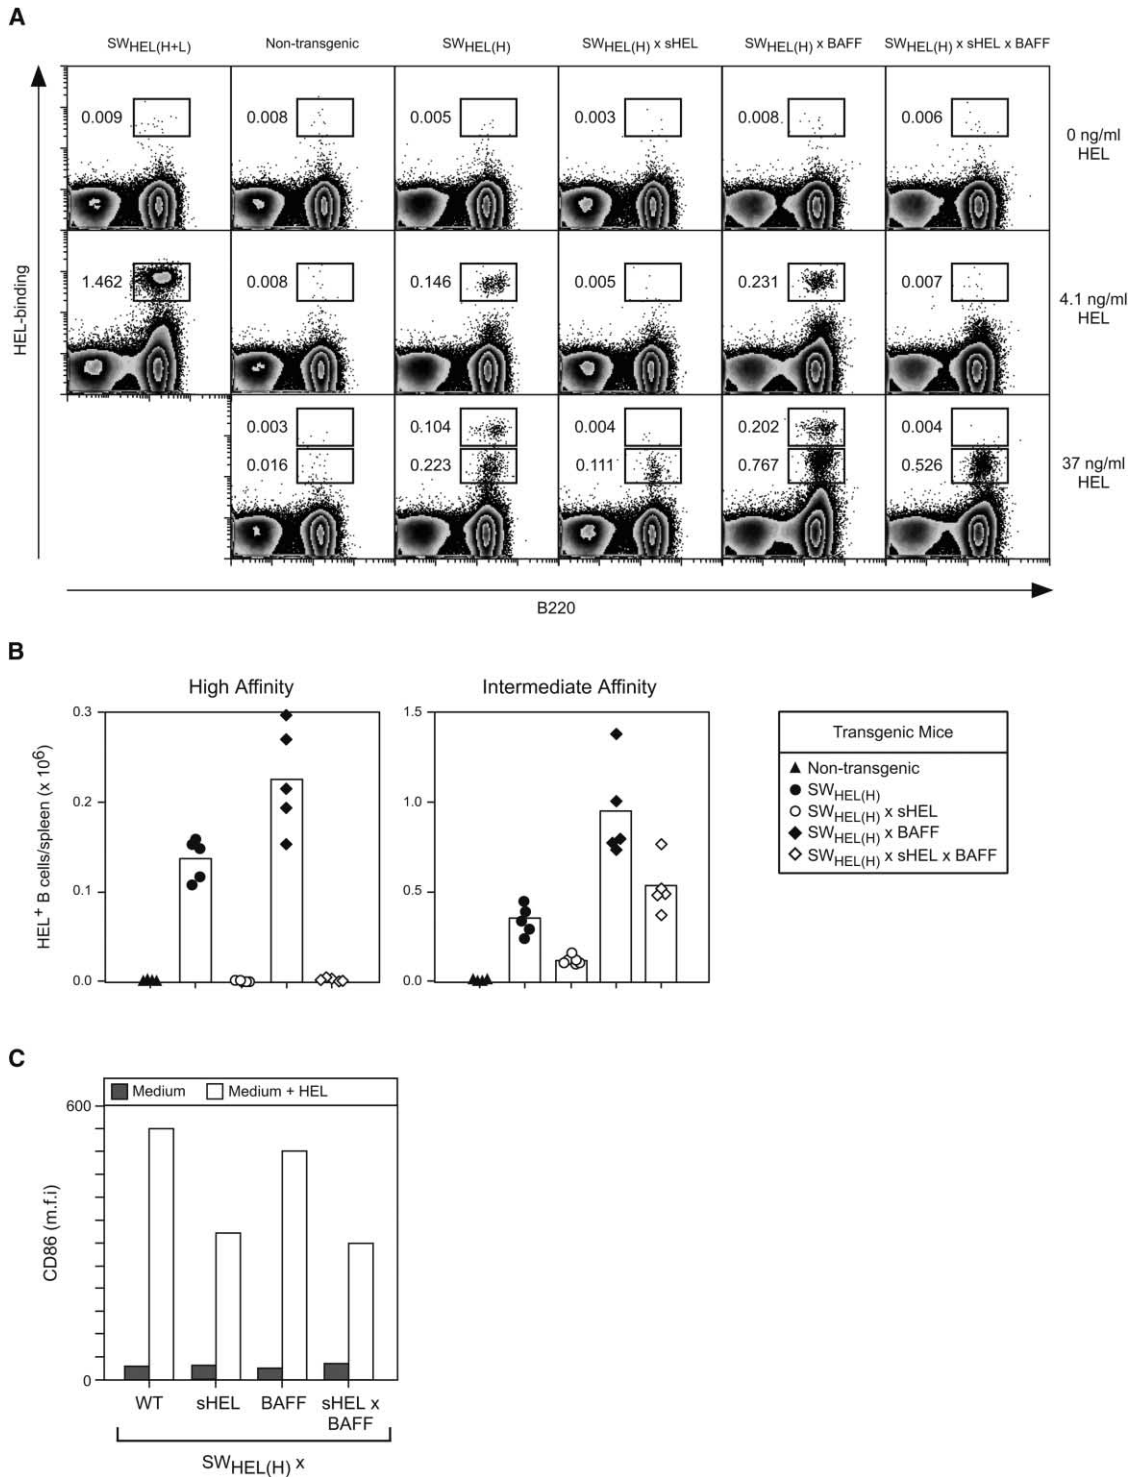 A
SWHEL(H+L) Non-transgenic SWHEL(H) SWHEL(H) x sHEL SWHEL(H) x BAFF SWHEL(H) x sHEL x BAFF
0.009 0.008 0.005 0.003 0.008 0.006 0 ng/ml HEL
1.462 0.008 0.146 0.005 0.231 0.007 4.1 ng/ml HEL
0.003 0.104 0.004 0.202 0.004
0.016 0.223 0.111 0.767 0.526 37 ng/ml HEL
HEL-binding
B220
B
High Affinity Intermediate Affinity
HEL+ B cells/spleen (x 10^6)
0.3
0.2
0.1
0.0
1.5
1.0
0.5
0.0
Transgenic Mice
▲ Non-transgenic
● SWHEL(H)
○ SWHEL(H) x sHEL
◆ SWHEL(H) x BAFF
◇ SWHEL(H) x sHEL x BAFF
C
Medium Medium + HEL
600
CD86 (m.f.i)
0
WT sHEL BAFF sHEL x
BAFF
SWHEL(H) x